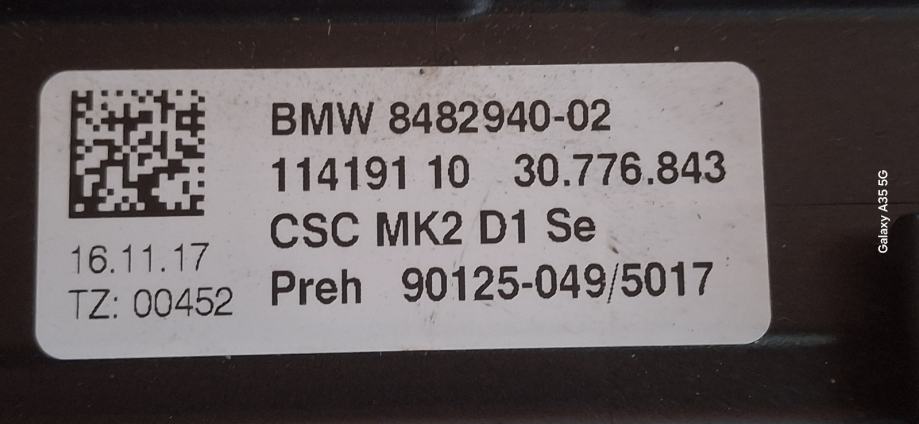 BMW 8482940-02
114191 10 30.776.843
CSC MK2 D1 Se
Preh 90125-049/5017
16.11.17
TZ: 00452
Galaxy A35 5G